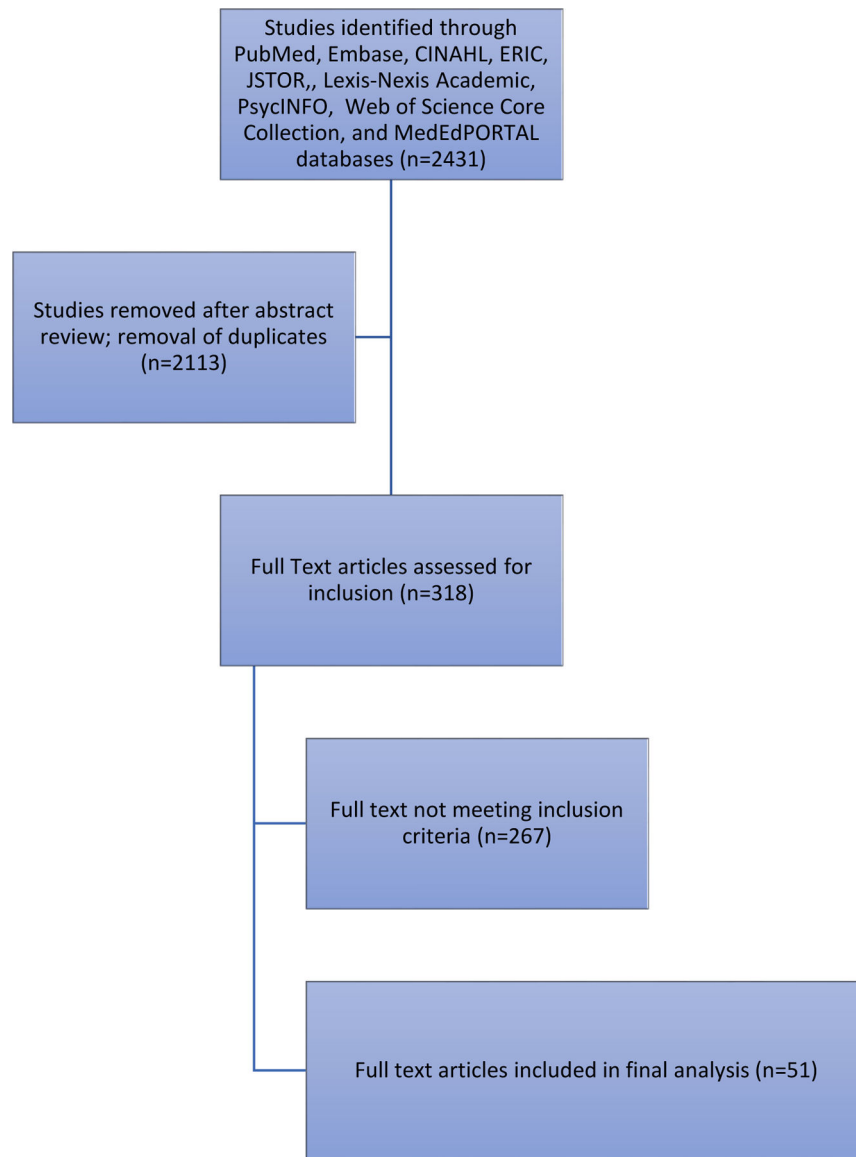 Studies identified through
PubMed, Embase, CINAHL, ERIC,
JSTOR,, Lexis-Nexis Academic,
PsycINFO, Web of Science Core
Collection, and MedEdPORTAL
databases (n=2431)
Studies removed after abstract
review; removal of duplicates
(n=2113)
Full Text articles assessed for
inclusion (n=318)
Full text not meeting inclusion
criteria (n=267)
Full text articles included in final analysis (n=51)